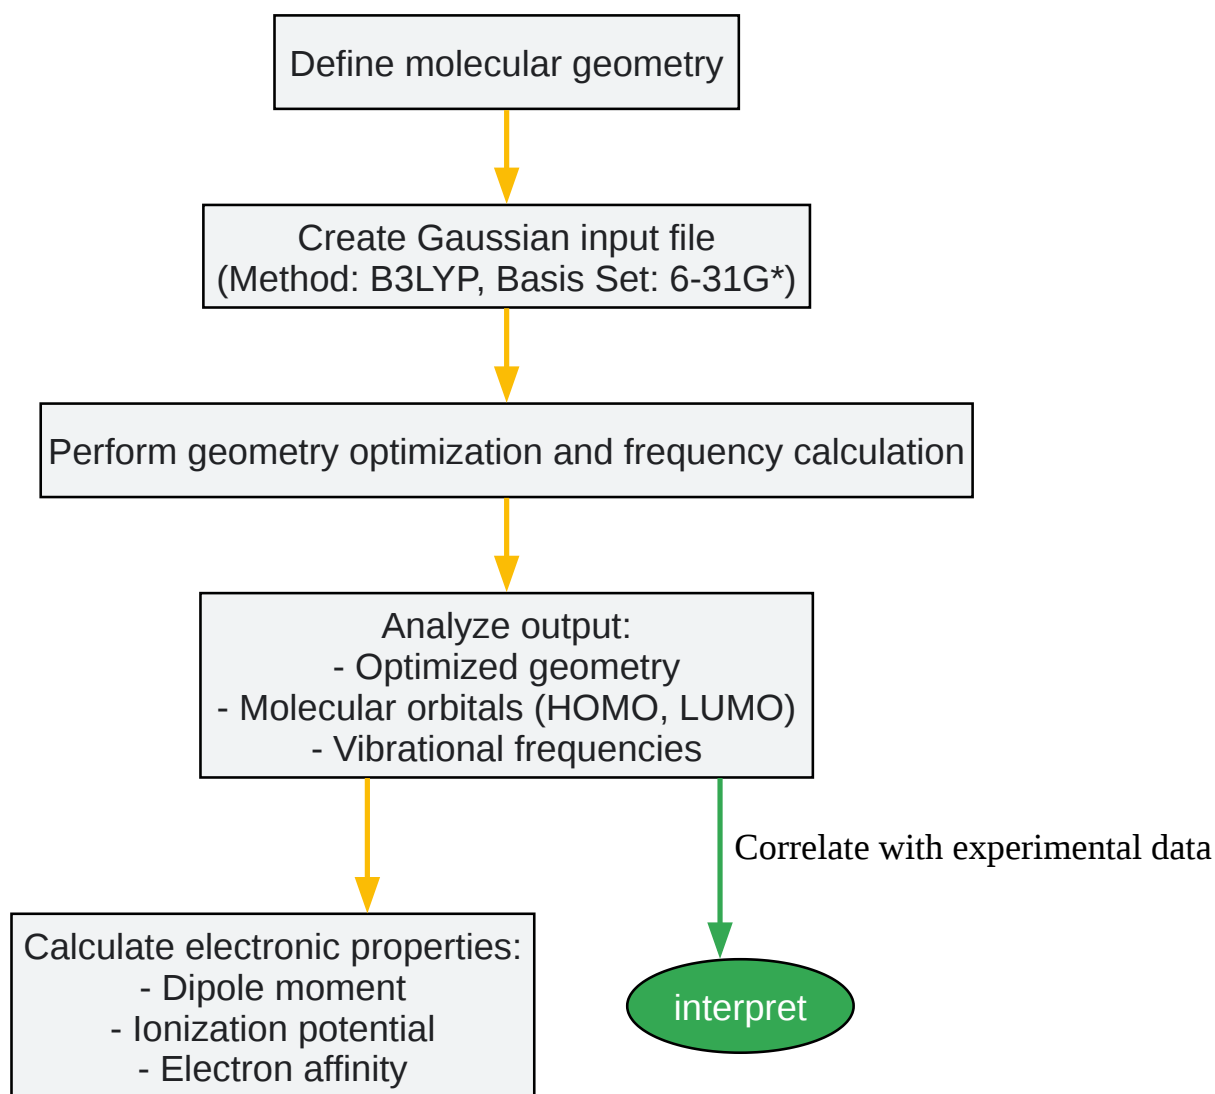 Define molecular geometry
Create Gaussian input file
(Method: B3LYP, Basis Set: 6-31G*)
Perform geometry optimization and frequency calculation
Analyze output:
- Optimized geometry
- Molecular orbitals (HOMO, LUMO)
- Vibrational frequencies
Correlate with experimental data
Calculate electronic properties:
- Dipole moment
- Ionization potential
- Electron affinity
interpret